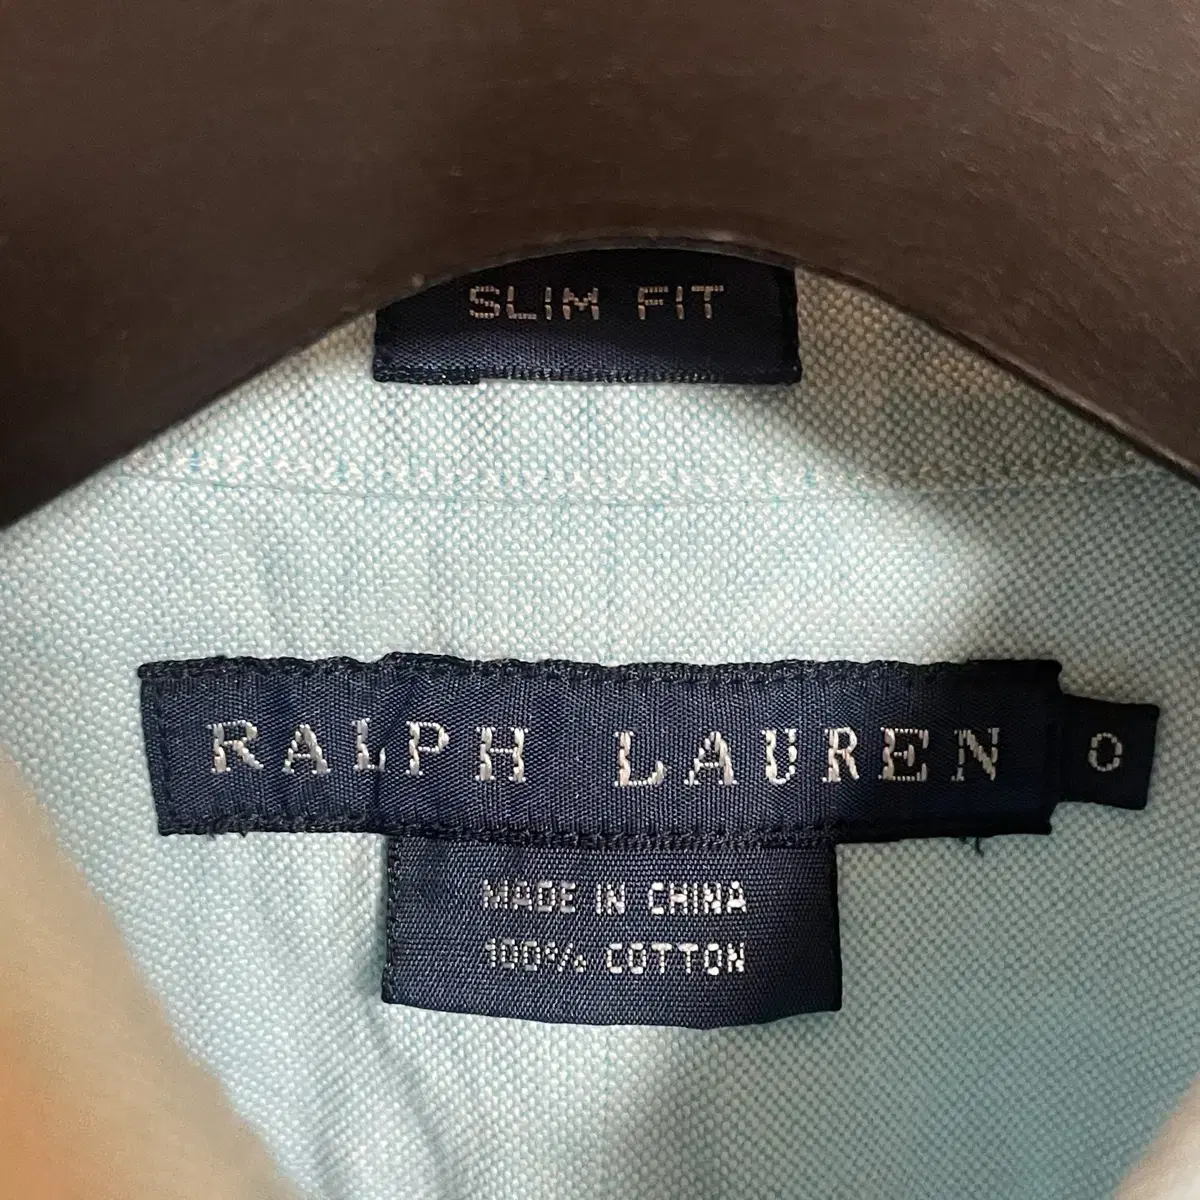 SLIM FIT
RALPH LAUREN 0
MADE IN CHINA
100% COTTON